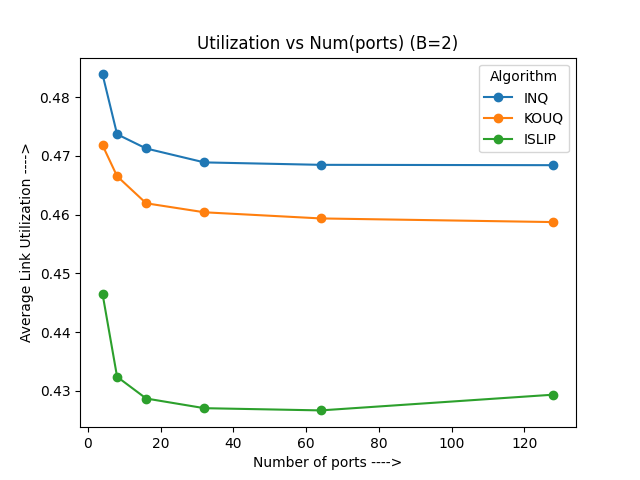 Utilization vs Num(ports) (B=2)
Algorithm
INQ
KOUQ
ISLIP
Average Link Utilization ---->
0.48
0.47
0.46
0.45
0.44
0.43
0 20 40 60 80 100 120
Number of ports ---->